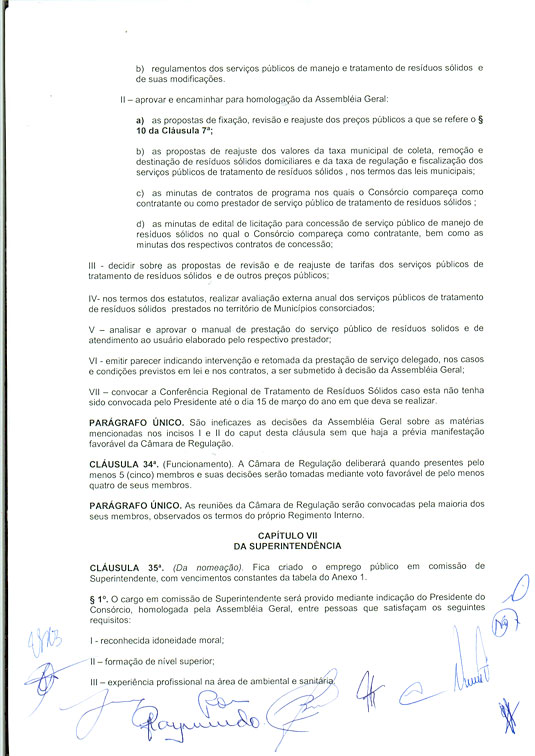 b) regulamentos dos serviços públicos de manejo e tratamento de resíduos sólidos e
de suas modificações.
II – aprovar e encaminhar para homologação da Assembléia Geral:
a) as propostas de fixação, revisão e reajuste dos preços públicos a que se refere o §
10 da Cláusula 7ª;
b) as propostas de reajuste dos valores da taxa municipal de coleta, remoção e
destinação de resíduos sólidos domiciliares e da taxa de regulação e fiscalização dos
serviços públicos de tratamento de resíduos sólidos , nos termos das leis municipais;
c) as minutas de contratos de programa nos quais o Consórcio compareça como
contratante ou como prestador de serviço público de tratamento de resíduos sólidos ;
d) as minutas de edital de licitação para concessão de serviço público de manejo de
resíduos sólidos no qual o Consórcio compareça como contratante, bem como as
minutas dos respectivos contratos de concessão;
III - decidir sobre as propostas de revisão e de reajuste de tarifas dos serviços públicos de
tratamento de resíduos sólidos e de outros preços públicos;
IV- nos termos dos estatutos, realizar avaliação externa anual dos serviços públicos de tratamento
de resíduos sólidos prestados no território de Municípios consorciados;
V – analisar e aprovar o manual de prestação do serviço público de resíduos solidos e de
atendimento ao usuário elaborado pelo respectivo prestador;
VI - emitir parecer indicando intervenção e retomada da prestação de serviço delegado, nos casos
e condições previstos em lei e nos contratos, a ser submetido à decisão da Assembléia Geral;
VII – convocar a Conferência Regional de Tratamento de Resíduos Sólidos caso esta não tenha
sido convocada pelo Presidente até o dia 15 de março do ano em que deva se realizar.
PARÁGRAFO ÚNICO. São ineficazes as decisões da Assembléia Geral sobre as matérias
mencionadas nos incisos I e II do caput desta cláusula sem que haja a prévia manifestação
favorável da Câmara de Regulação.
CLÁUSULA 34ª. (Funcionamento). A Câmara de Regulação deliberará quando presentes pelo
menos 5 (cinco) membros e suas decisões serão tomadas mediante voto favorável de pelo menos
quatro de seus membros.
PARÁGRAFO ÚNICO. As reuniões da Câmara de Regulação serão convocadas pela maioria dos
seus membros, observados os termos do próprio Regimento Interno.
CAPÍTULO VII
DA SUPERINTENDÊNCIA
CLÁUSULA 35ª. (Da nomeação). Fica criado o emprego público em comissão de
Superintendente, com vencimentos constantes da tabela do Anexo 1.
§ 1º. O cargo em comissão de Superintendente será provido mediante indicação do Presidente do
Consórcio, homologada pela Assembléia Geral, entre pessoas que satisfaçam os seguintes
requisitos:
I - reconhecida idoneidade moral;
II – formação de nível superior;
III – experiência profissional na área de ambiental e sanitária;
Raymundo